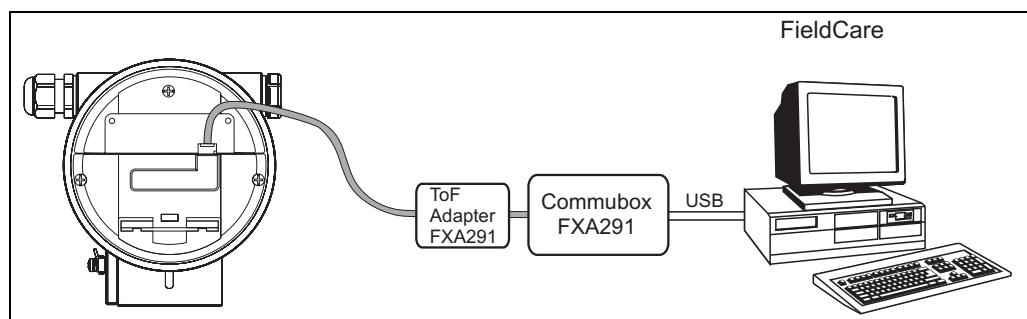 FieldCare
ToF
Adapter
FXA291
Commubox
FXA291
USB